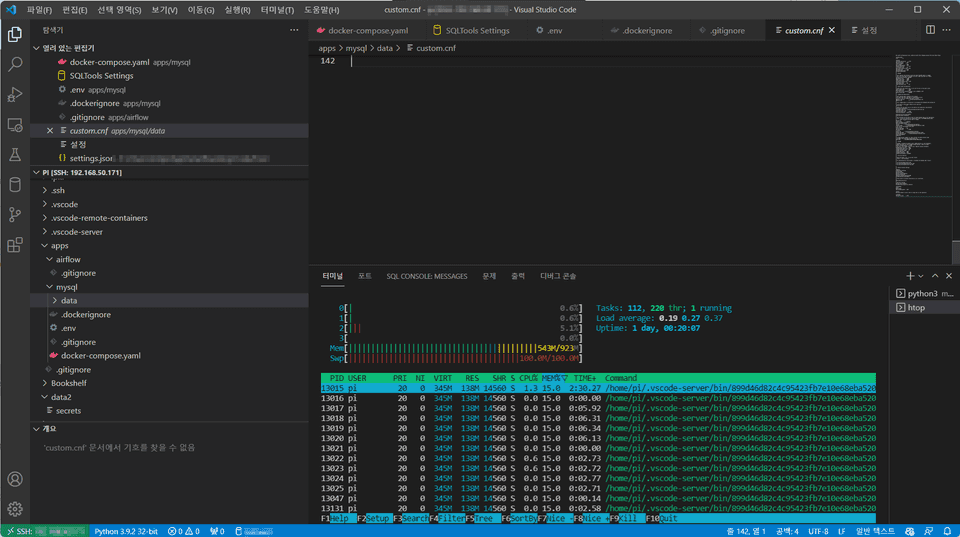 파일(F) 편집(E) 선택 영역(S) 보기(V) 이동(G) 실행(R) 터미널(T) 도움말(H) custom.cnf - - Visual Studio Code
탐색기
docker-compose.yaml SQLTools Settings .env .dockerignore .gitignore custom.cnf 설정
apps > mysql > data > custom.cnf
142
열려 있는 편집기
docker-compose.yaml apps/mysql
SQLTools Settings
.env apps/mysql
.dockerignore apps/mysql
.gitignore apps/airflow
custom.cnf apps/mysql/data
설정
settings.json
PI [SSH: 192.168.50.171]
.ssh
.vscode
.vscode-remote-containers
.vscode-server
apps
airflow
.gitignore
mysql
data
.dockerignore
.env
.gitignore
docker-compose.yaml
.gitignore
Bookshelf
data2
secrets
개요
'custom.cnf' 문서에서 기호를 찾을 수 없음
터미널 포트 SQL CONSOLE: MESSAGES 문제 출력 디버그 콘솔
python3 m...
htop
0[| 0.6%] Tasks: 112, 220 thr; 1 running
1[| 0.6%] Load average: 0.19 0.27 0.37
2[||| 5.1%] Uptime: 1 day, 00:20:07
3[ 0.0%]
Mem[543M/923M]
Swp[100.0M/100.0M]
PID USER PRI NI VIRT RES SHR S CPU% MEM%▽ TIME+ Command
13015 pi 20 0 345M 138M 14560 S 1.3 15.0 2:30.27 /home/pi/.vscode-server/bin/899d46d82c4c95423fb7e10e68eba520
13016 pi 20 0 345M 138M 14560 S 0.0 15.0 0:00.00 /home/pi/.vscode-server/bin/899d46d82c4c95423fb7e10e68eba520
13017 pi 20 0 345M 138M 14560 S 0.0 15.0 0:05.92 /home/pi/.vscode-server/bin/899d46d82c4c95423fb7e10e68eba520
13018 pi 20 0 345M 138M 14560 S 0.0 15.0 0:06.31 /home/pi/.vscode-server/bin/899d46d82c4c95423fb7e10e68eba520
13019 pi 20 0 345M 138M 14560 S 0.0 15.0 0:06.34 /home/pi/.vscode-server/bin/899d46d82c4c95423fb7e10e68eba520
13020 pi 20 0 345M 138M 14560 S 0.0 15.0 0:06.13 /home/pi/.vscode-server/bin/899d46d82c4c95423fb7e10e68eba520
13021 pi 20 0 345M 138M 14560 S 0.0 15.0 0:00.00 /home/pi/.vscode-server/bin/899d46d82c4c95423fb7e10e68eba520
13022 pi 20 0 345M 138M 14560 S 0.6 15.0 0:02.73 /home/pi/.vscode-server/bin/899d46d82c4c95423fb7e10e68eba520
13023 pi 20 0 345M 138M 14560 S 0.6 15.0 0:02.72 /home/pi/.vscode-server/bin/899d46d82c4c95423fb7e10e68eba520
13024 pi 20 0 345M 138M 14560 S 0.0 15.0 0:02.77 /home/pi/.vscode-server/bin/899d46d82c4c95423fb7e10e68eba520
13025 pi 20 0 345M 138M 14560 S 0.0 15.0 0:02.71 /home/pi/.vscode-server/bin/899d46d82c4c95423fb7e10e68eba520
13047 pi 20 0 345M 138M 14560 S 0.0 15.0 0:00.14 /home/pi/.vscode-server/bin/899d46d82c4c95423fb7e10e68eba520
13131 pi 20 0 345M 138M 14560 S 0.0 15.0 0:02.58 /home/pi/.vscode-server/bin/899d46d82c4c95423fb7e10e68eba520
F1Help F2Setup F3Search F4Filter F5Tree F6SortBy F7Nice - F8Nice + F9Kill F10Quit
SSH: Python 3.9.2 32-bit 0 0 0 줄 142, 열 1 공백: 4 UTF-8 LF 일반 텍스트